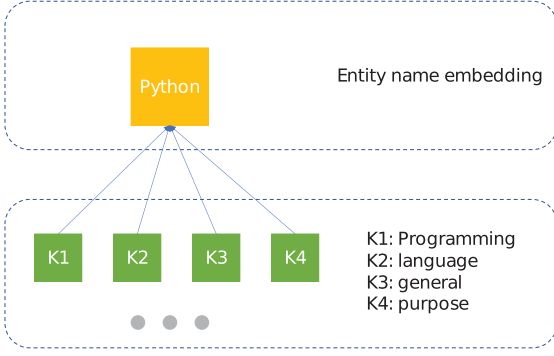 Python
Entity name embedding
K1
K2
K3
K4
K1: Programming
K2: language
K3: general
K4: purpose